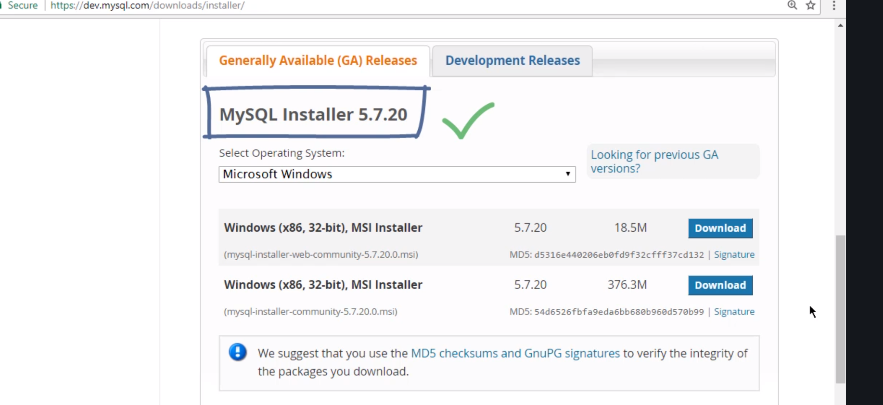 Secure | https://dev.mysql.com/downloads/installer/
Generally Available (GA) Releases
Development Releases
MySQL Installer 5.7.20
Select Operating System:
Microsoft Windows
Looking for previous GA
versions?
Windows (x86, 32-bit), MSI Installer 5.7.20 18.5M Download
(mysql-installer-web-community-5.7.20.0.msi) MD5: d5316e440206eb0fd9f32cfff37cd132 | Signature
Windows (x86, 32-bit), MSI Installer 5.7.20 376.3M Download
(mysql-installer-community-5.7.20.0.msi) MD5: 54d6526fbfa9eda6bb680b960d570b99 | Signature
We suggest that you use the MD5 checksums and GnuPG signatures to verify the integrity of
the packages you download.